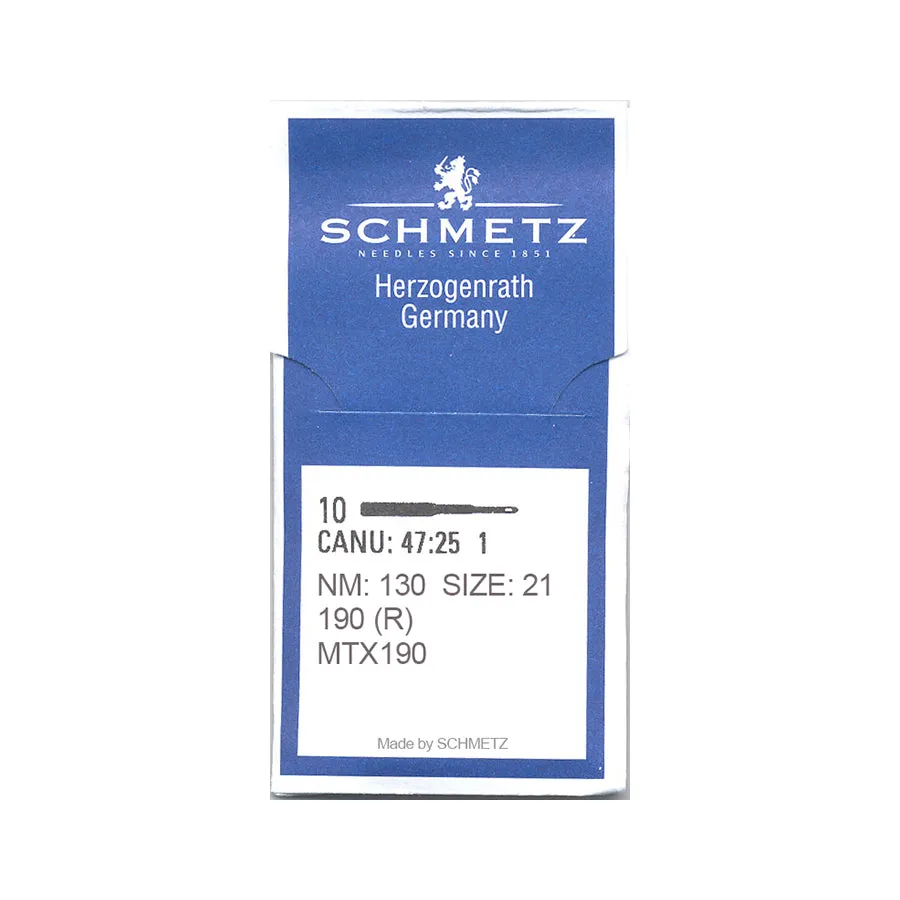 SCHMETZ
NEEDLES SINCE 1851
Herzogenrath
Germany
10
CANU: 47:25 1
NM: 130 SIZE: 21
190 (R)
MTX190
Made by SCHMETZ